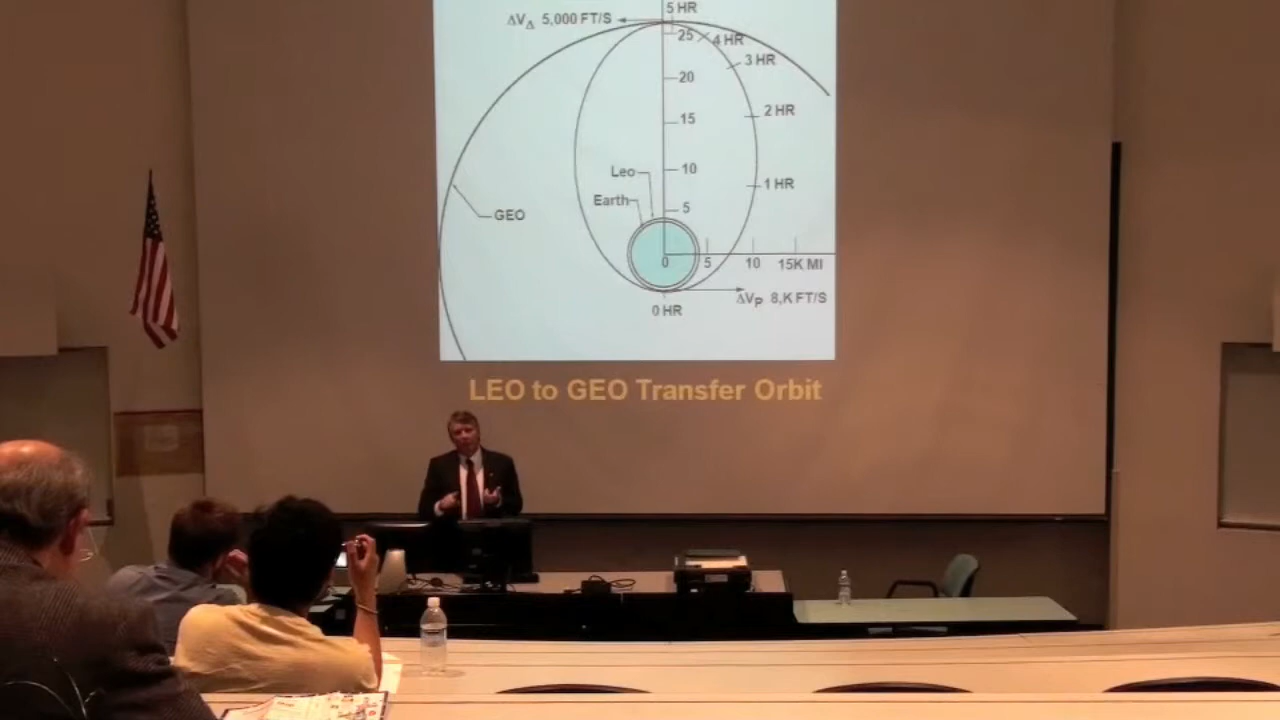 5 HR
ΔV_Δ 5,000 FT/S
25
4 HR
3 HR
20
2 HR
15
Leo
10
1 HR
Earth
5
GEO
0
5
10
15K MI
ΔVp 8,K FT/S
0 HR
LEO to GEO Transfer Orbit